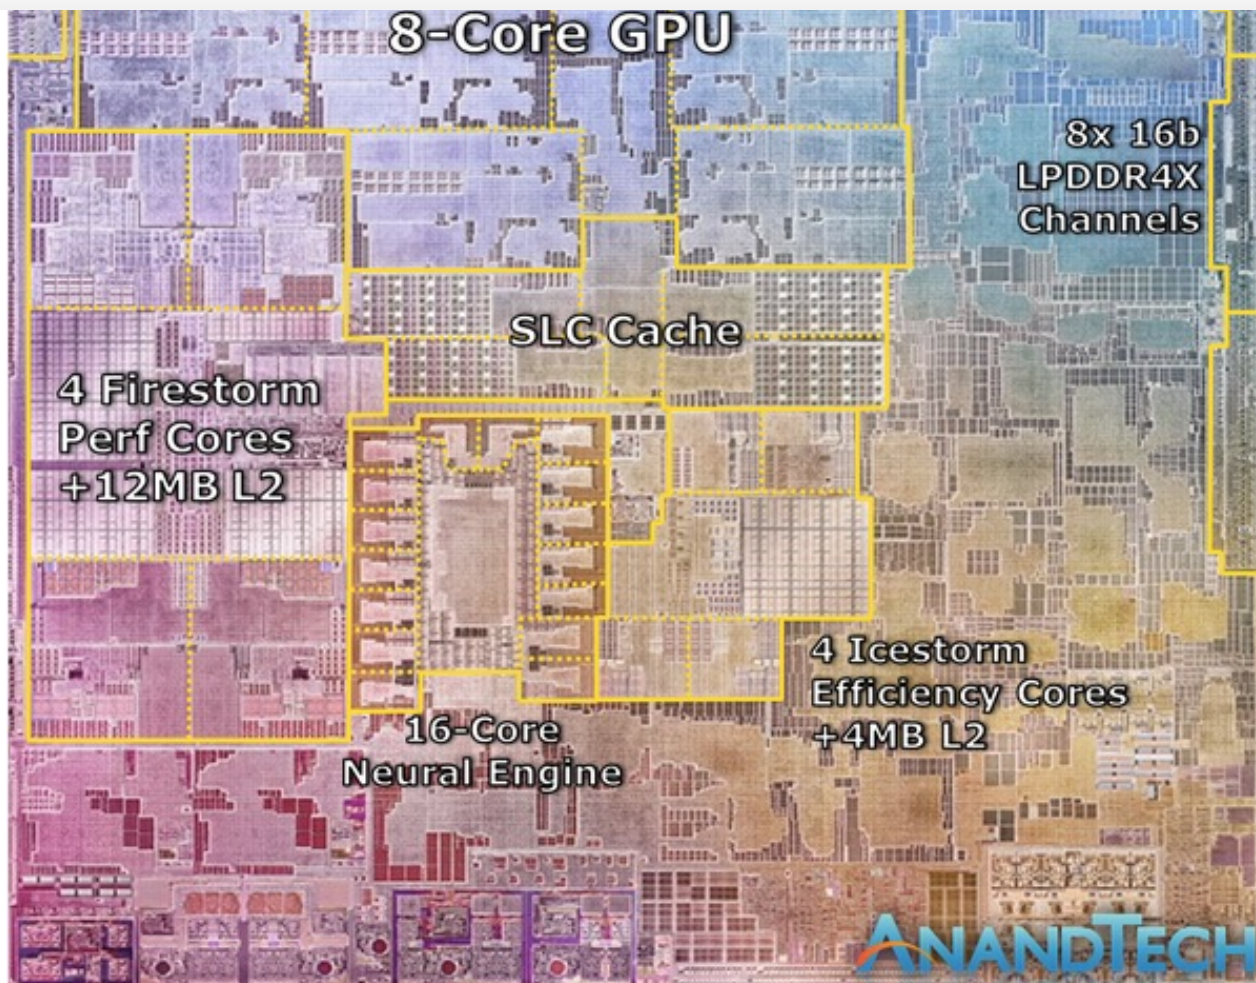 8-Core GPU
8x 16b
LPDDR4X
Channels
SLC Cache
4 Firestorm
Perf Cores
+12MB L2
4 Icestorm
Efficiency Cores
+4MB L2
16-Core
Neural Engine
ANANDTECH